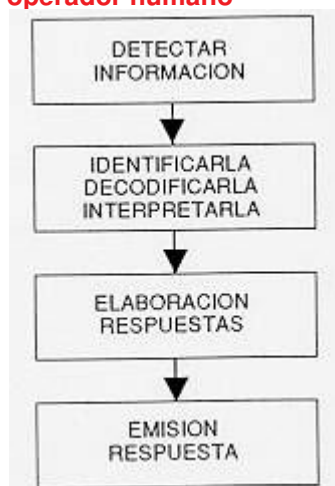 operador humano
DETECTAR
INFORMACION
IDENTIFICARLA
DECODIFICARLA
INTERPRETARLA
ELABORACION
RESPUESTAS
EMISION
RESPUESTA